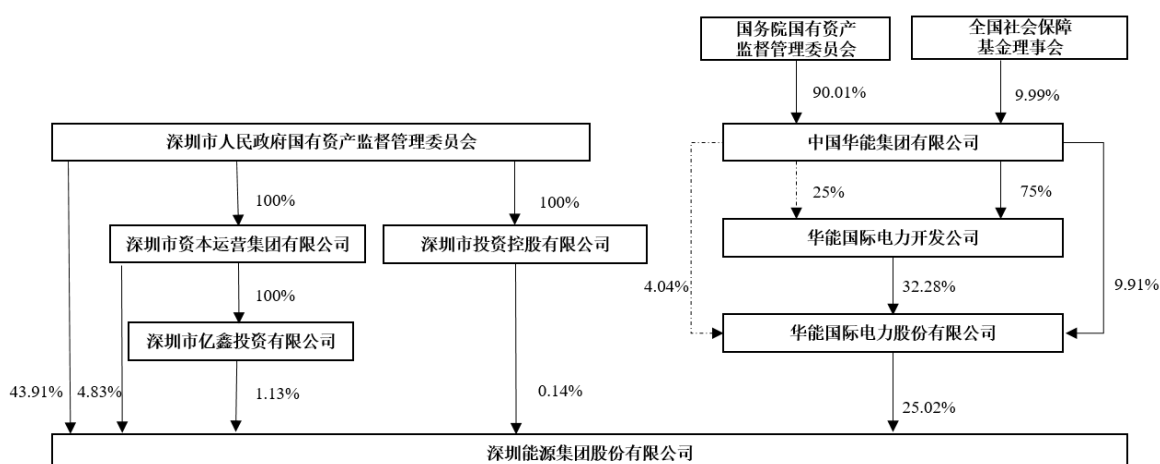 国务院国有资产
监督管理委员会
全国社会保障
基金理事会
90.01%
9.99%
深圳市人民政府国有资产监督管理委员会
中国华能集团有限公司
100%
100%
25%
75%
深圳市资本运营集团有限公司
深圳市投资控股有限公司
华能国际电力开发公司
100%
4.04%
32.28%
9.91%
深圳市亿鑫投资有限公司
华能国际电力股份有限公司
43.91%
4.83%
1.13%
0.14%
25.02%
深圳能源集团股份有限公司